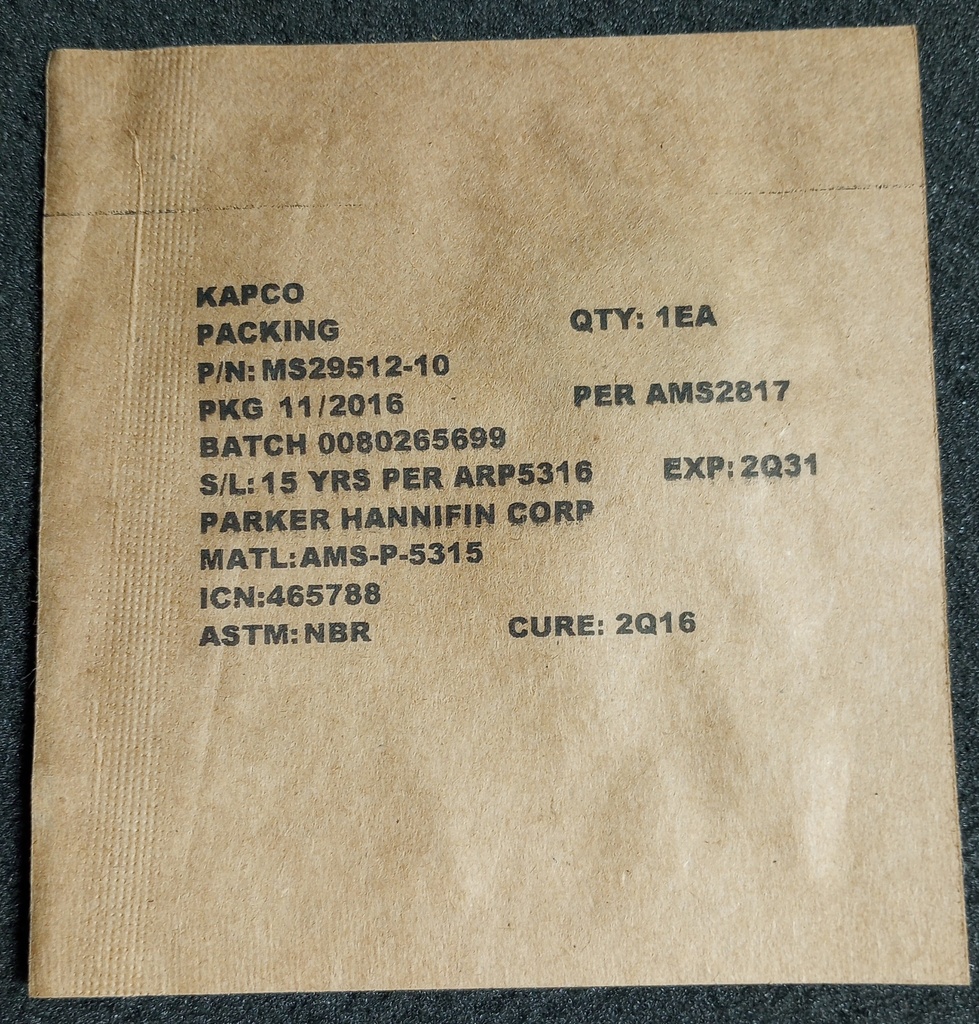 KAPCO
PACKING QTY: 1EA
P/N: MS29512-10
PKG 11/2016 PER AMS2817
BATCH 0080265699
S/L: 15 YRS PER ARP5316 EXP: 2Q31
PARKER HANNIFIN CORP
MATL: AMS-P-5315
ICN:465788
ASTM: NBR CURE: 2Q16